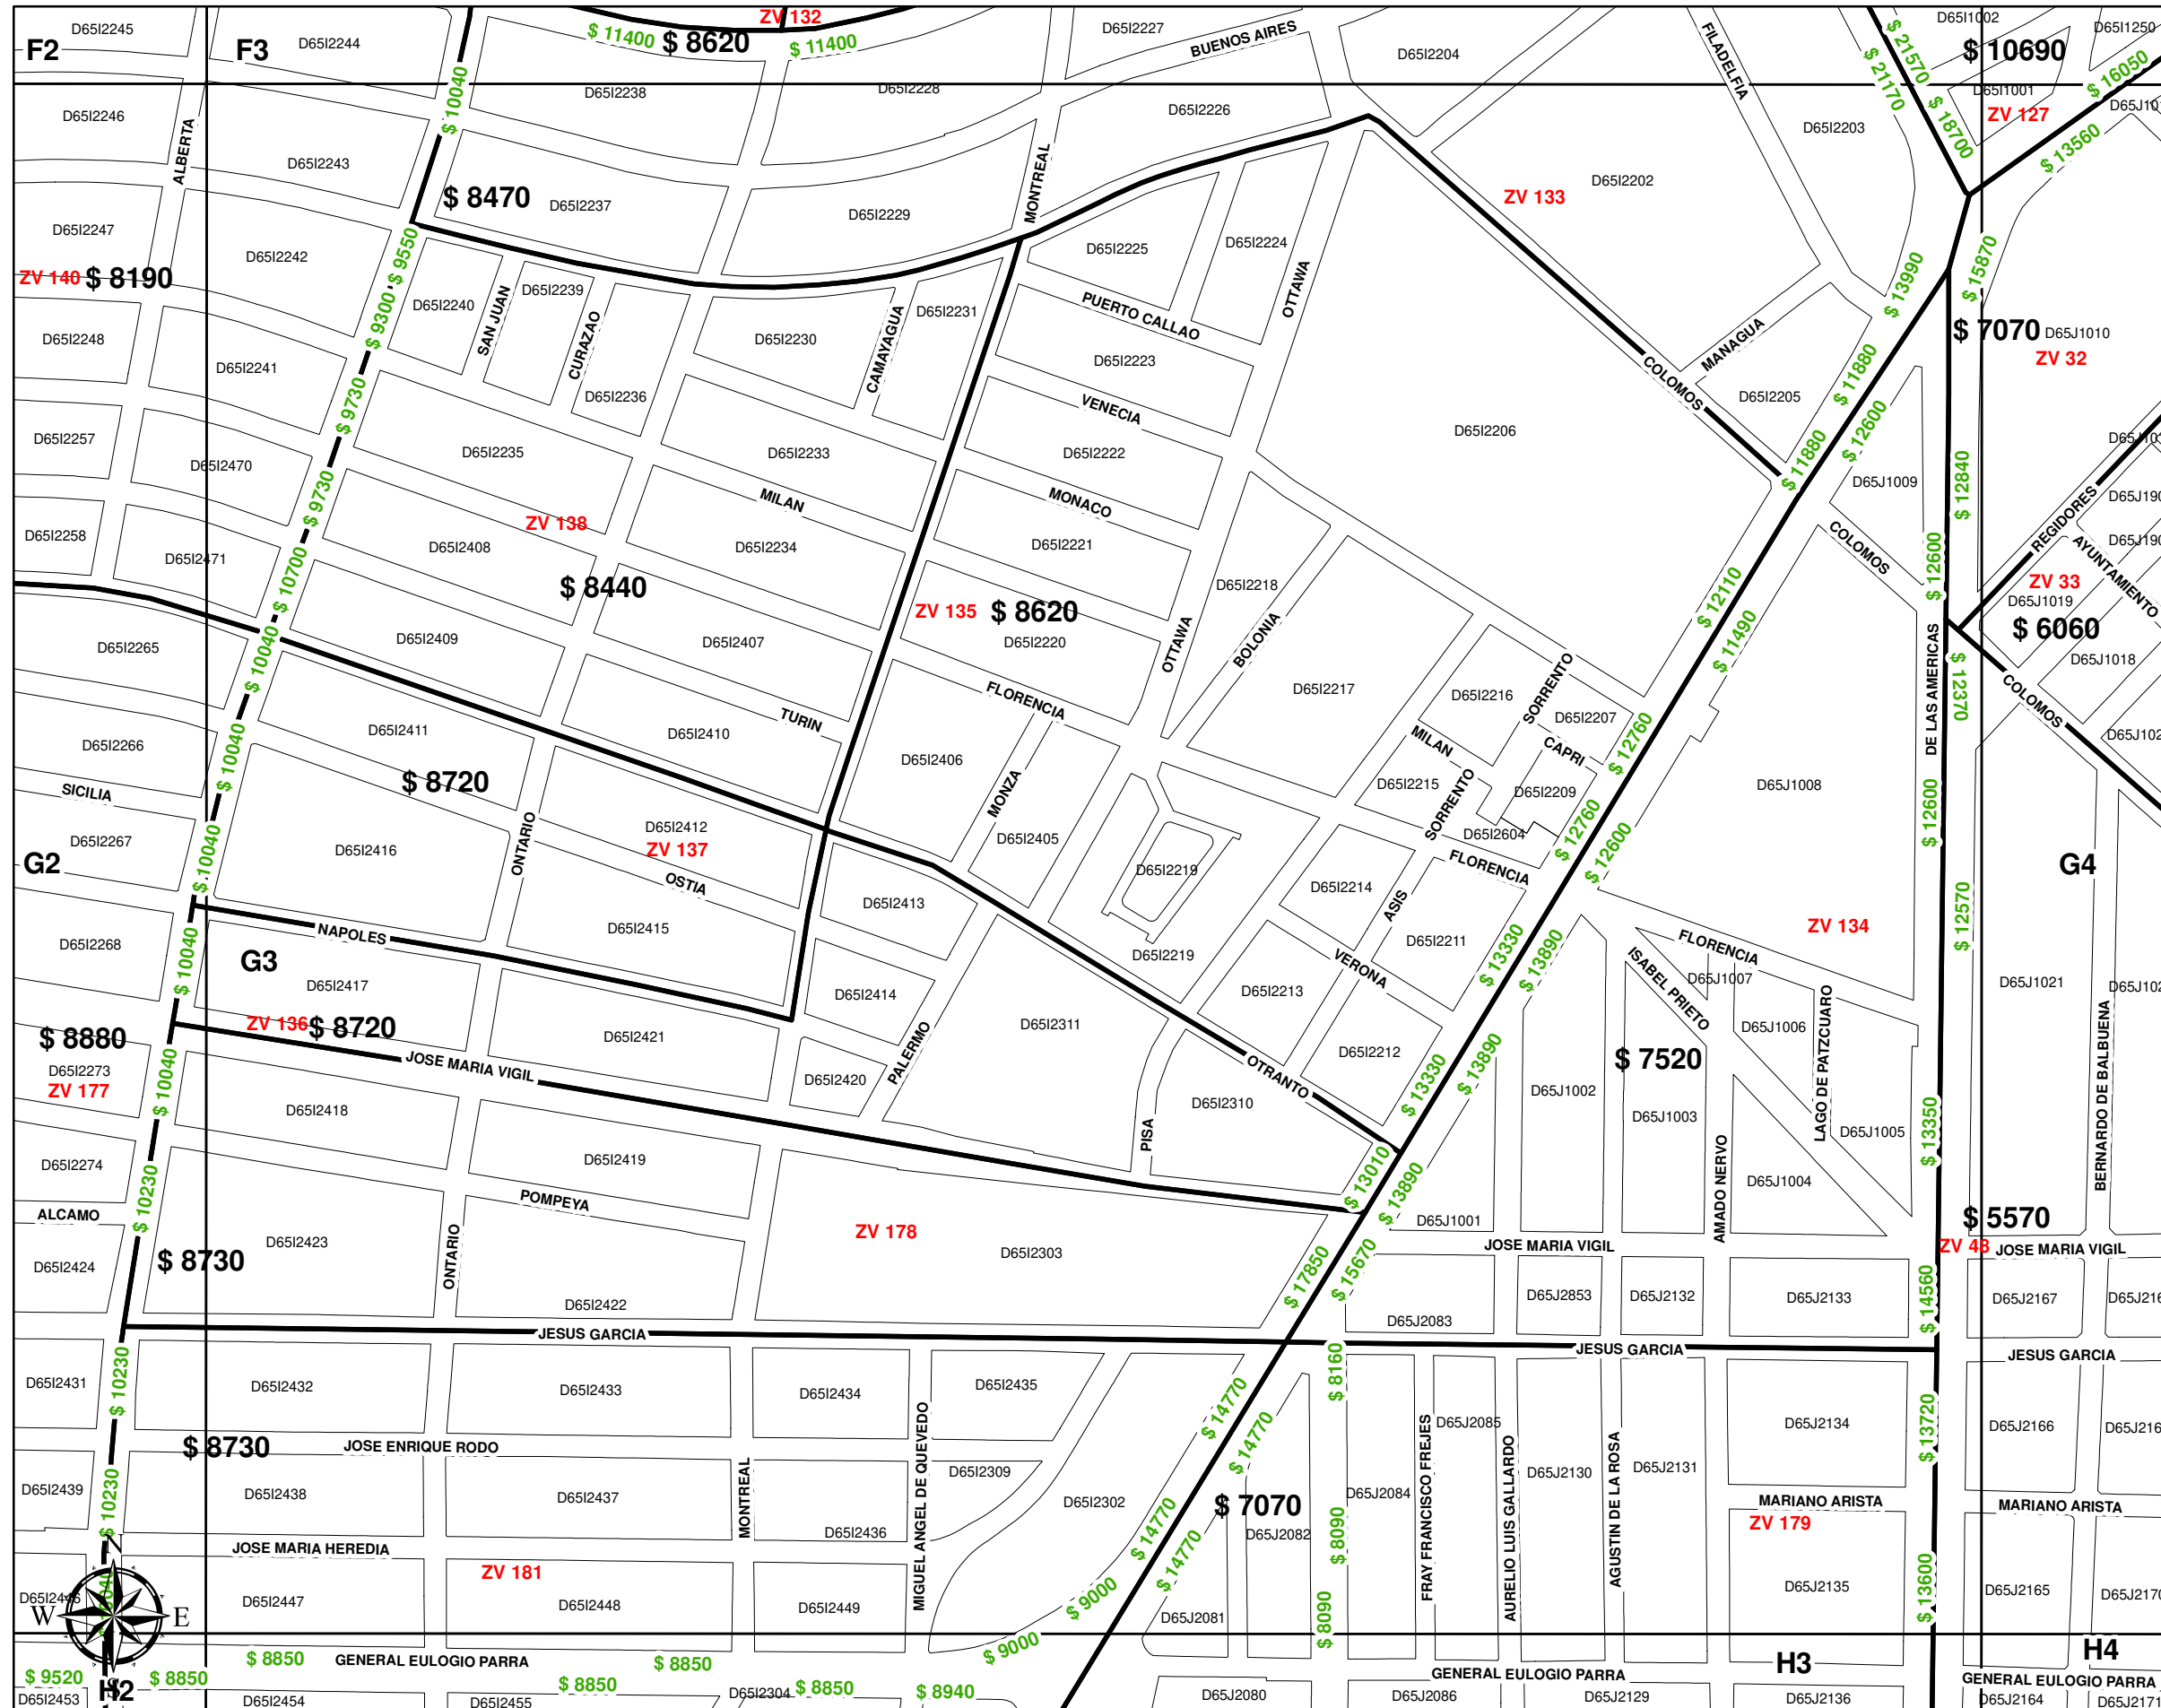 D65I2245
F2
F3
D65I2244
ZV 132
$ 11400
$ 8620
$ 11400
D65I2227
BUENOS AIRES
D65I2204
FILADELFIA
$ 21570
$ 21170
D65I1002
$ 10690
D65I1250
$ 16050
D65I1001
ZV 127
$ 18700
$ 13560
D65I2246
ALBERTA
D65I2243
$ 10040
D65I2238
D65I2228
D65I2226
MONTREAL
D65I2203
D65I2202
ZV 133
$ 8470
D65I2237
D65I2229
D65I2247
D65I2242
ZV 140
$ 8190
$ 9550
$ 9300
D65I2240
SAN JUAN
D65I2239
CURAZAO
D65I2236
D65I2230
CAMAYAGUA
D65I2231
D65I2225
D65I2224
OTTAWA
PUERTO CALLAO
D65I2223
VENECIA
D65I2222
MONACO
D65I2221
D65I2206
COLOMOS
MANAGUA
D65I2205
$ 13990
$ 15870
$ 7070
D65J1010
ZV 32
$ 11880
$ 11880
$ 12600
D65J1009
$ 12840
D65I2248
D65I2241
$ 9730
D65I2257
D65I2470
$ 9730
D65I2235
D65I2233
MILAN
ZV 138
D65I2408
D65I2234
$ 8440
D65I2258
D65I2471
$ 10700
D65I2409
D65I2407
ZV 135
$ 8620
D65I2220
D65I2218
BOLONIA
OTTAWA
FLORENCIA
$ 12110
$ 11490
COLOMOS
$ 12600
REGIDORES
AYUNTAMIENTO
ZV 33
D65J1019
$ 6060
D65J1018
COLOMOS
$ 12370
DE LAS AMERICAS
D65I2265
$ 10040
D65I2266
$ 10040
D65I2411
D65I2410
TURIN
D65I2406
MONZA
D65I2405
D65I2217
D65I2216
SORRENTO
D65I2207
MILAN
CAPRI
D65I2215
SORRENTO
D65I2209
D65I2604
$ 12760
$ 12760
$ 12600
D65J1008
$ 12600
SICILIA
D65I2267
G2
$ 10040
$ 8720
D65I2416
ONTARIO
D65I2412
ZV 137
OSTIA
D65I2415
D65I2413
D65I2219
D65I2219
D65I2214
ASIS
FLORENCIA
D65I2211
VERONA
D65I2213
D65I2212
$ 13330
$ 13890
ZV 134
FLORENCIA
ISABEL PRIETO
D65J1007
D65J1006
LAGO DE PATZCUARO
$ 12570
G4
D65J1021
BERNARDO DE BALBUENA
D65I2268
$ 10040
NAPOLES
G3
D65I2417
ZV 136
$ 8720
D65I2421
D65I2414
PALERMO
D65I2420
D65I2311
PISA
D65I2310
OTRANTO
$ 13330
$ 13890
D65J1002
$ 7520
D65J1003
AMADO NERVO
D65J1005
D65J1004
$ 13350
$ 8880
D65I2273
ZV 177
$ 10040
JOSE MARIA VIGIL
D65I2418
D65I2419
POMPEYA
D65I2274
ALCAMO
$ 10230
$ 13010
$ 13890
D65J1001
JOSE MARIA VIGIL
$ 5570
ZV 48
JOSE MARIA VIGIL
D65I2424
$ 8730
D65I2423
ONTARIO
D65I2422
ZV 178
D65I2303
$ 17850
$ 15670
D65J2083
D65J2853
D65J2132
D65J2133
$ 14560
D65J2167
JESUS GARCIA
JESUS GARCIA
JESUS GARCIA
D65I2431
$ 10230
D65I2432
D65I2433
D65I2434
D65I2435
MIGUEL ANGEL DE QUEVEDO
$ 14770
$ 14770
$ 8160
FRAY FRANCISCO FREJES
D65J2085
AURELIO LUIS GALLARDO
AGUSTIN DE LA ROSA
D65J2134
$ 13720
D65J2166
$ 8730
JOSE ENRIQUE RODO
D65I2439
$ 10230
D65I2438
D65I2437
MONTREAL
D65I2436
D65I2309
D65I2302
$ 7070
D65J2082
$ 8090
D65J2084
D65J2130
D65J2131
MARIANO ARISTA
ZV 179
MARIANO ARISTA
N
JOSE MARIA HEREDIA
ZV 181
$ 14770
$ 14770
W
E
D65I2447
D65I2448
D65I2449
$ 9000
D65J2081
$ 8090
D65J2135
$ 13600
D65J2165
$ 8850
GENERAL EULOGIO PARRA
$ 8850
$ 9000
GENERAL EULOGIO PARRA
H3
H4
GENERAL EULOGIO PARRA
$ 9520
$ 8850
H2
$ 8850
$ 8850
$ 8940
D65I2453
D65I2454
D65I2455
D65I2304
D65J2080
D65J2086
D65J2129
D65J2136
D65J2164